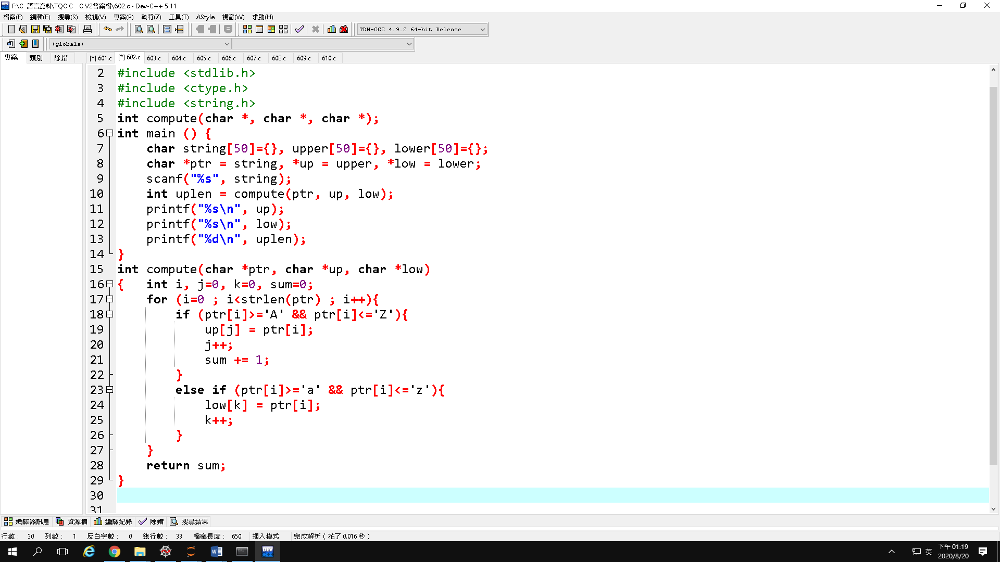 F:\C 語言資料\TQC C   C V2答案檔\602.c - Dev-C++ 5.11
檔案(F) 編輯(E) 搜尋(S) 檢視(V) 專案(P) 執行(Z) 工具(T) AStyle 視窗(W) 求助(H)
TDM-GCC 4.9.2 64-bit Release
(globals)
專案 類別 除錯 [*] 601.c [*] 602.c 603.c 604.c 605.c 606.c 607.c 608.c 609.c 610.c
2 #include <stdlib.h>
3 #include <ctype.h>
4 #include <string.h>
5 int compute(char *, char *, char *);
6 int main () {
7     char string[50]={}, upper[50]={}, lower[50]={};
8     char *ptr = string, *up = upper, *low = lower;
9     scanf("%s", string);
10     int uplen = compute(ptr, up, low);
11     printf("%s\n", up);
12     printf("%s\n", low);
13     printf("%d\n", uplen);
14 }
15 int compute(char *ptr, char *up, char *low)
16 {   int i, j=0, k=0, sum=0;
17     for (i=0 ; i<strlen(ptr) ; i++){
18         if (ptr[i]>='A' && ptr[i]<='Z'){
19             up[j] = ptr[i];
20             j++;
21             sum += 1;
22         }
23         else if (ptr[i]>='a' && ptr[i]<='z'){
24             low[k] = ptr[i];
25             k++;
26         }
27     }
28     return sum;
29 }
30
31
編譯器訊息 資源檔 編譯紀錄 除錯 搜尋結果
行數: 30 列數: 1 反白字數: 0 總行數: 33 檔案長度: 650 插入模式 完成解析 (花了 0.016 秒)
英 下午 01:19
2020/8/20